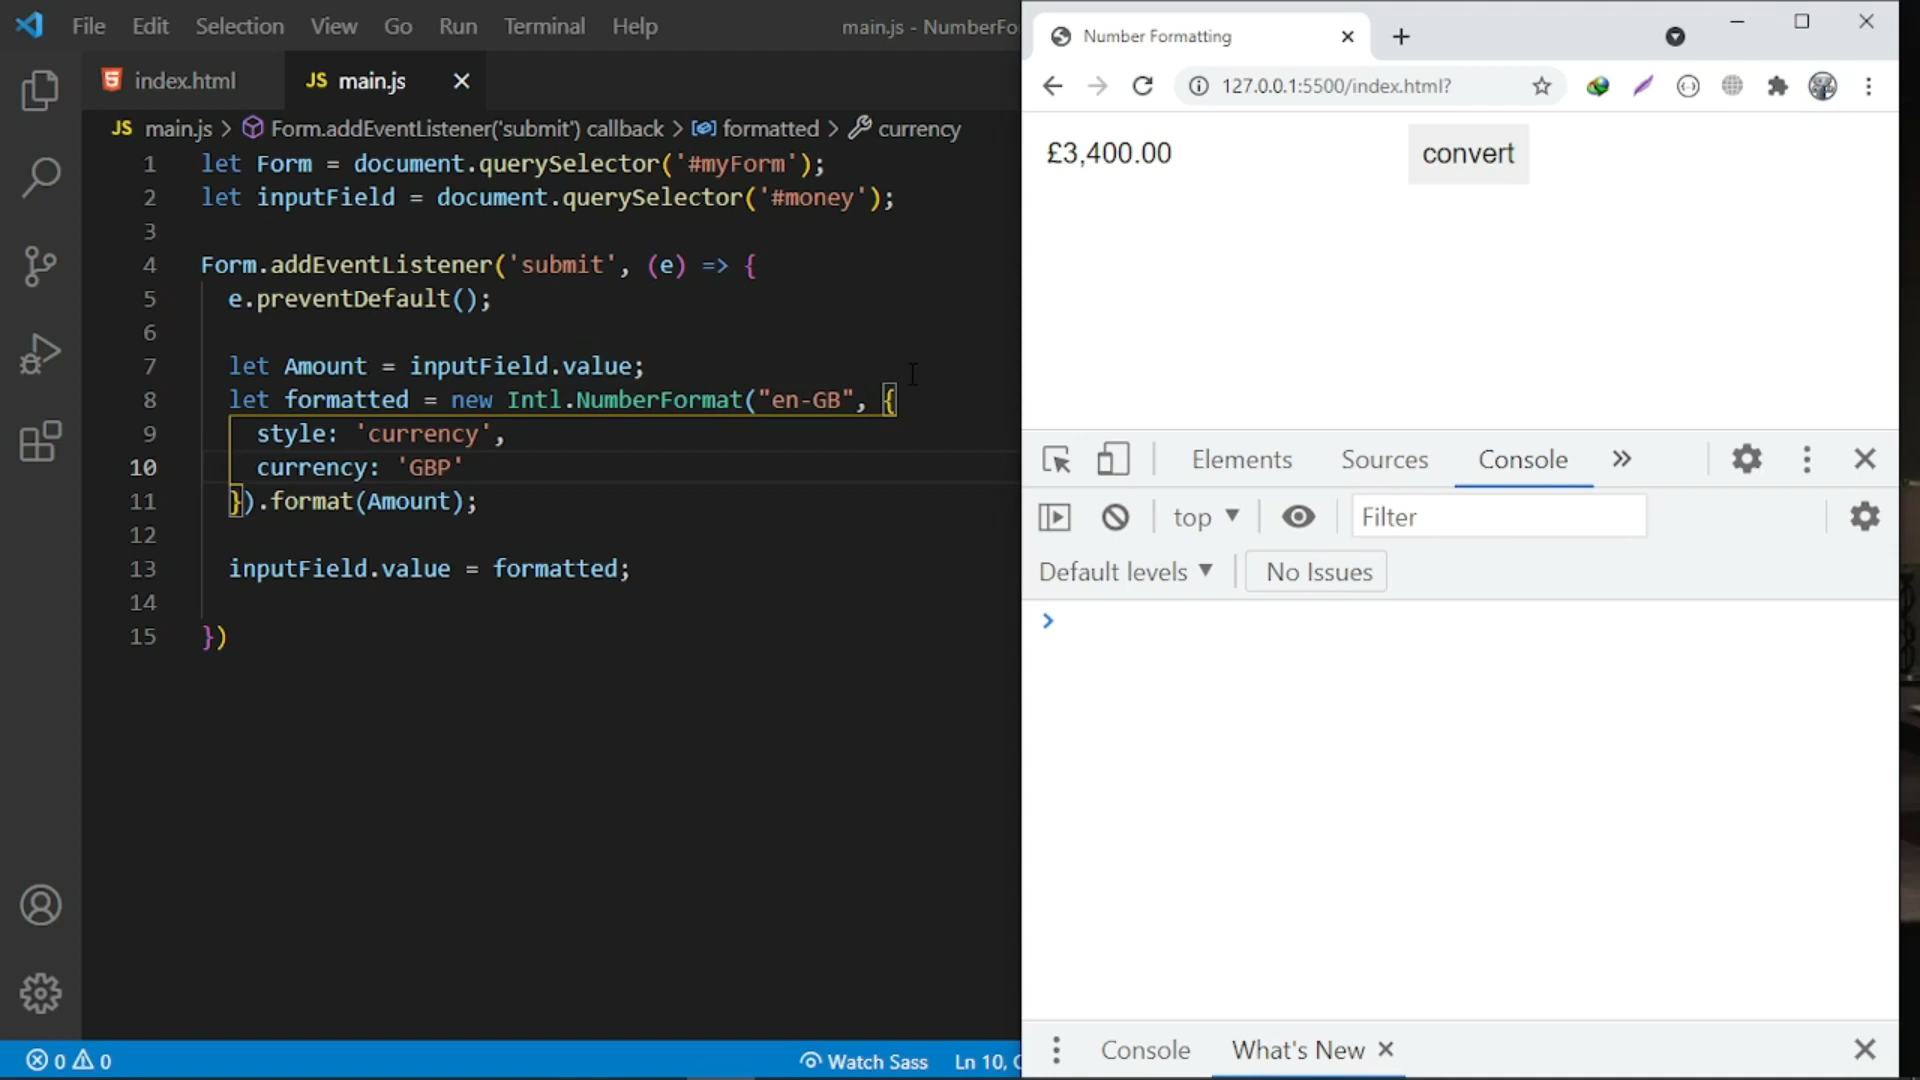 File Edit Selection View Go Run Terminal Help
main.js - NumberFo
index.html
JS main.js
JS main.js > Form.addEventListener('submit') callback > formatted > currency
1 let Form = document.querySelector('#myForm');
2 let inputField = document.querySelector('#money');
3
4 Form.addEventListener('submit', (e) => {
5 e.preventDefault();
6
7 let Amount = inputField.value;
8 let formatted = new Intl.NumberFormat("en-GB", {
9 style: 'currency',
10 currency: 'GBP'
11 }).format(Amount);
12
13 inputField.value = formatted;
14
15 })
0 0
Watch Sass Ln 10,
Number Formatting
127.0.0.1:5500/index.html?
£3,400.00 convert
Elements Sources Console
top Filter
Default levels No Issues
Console What's New